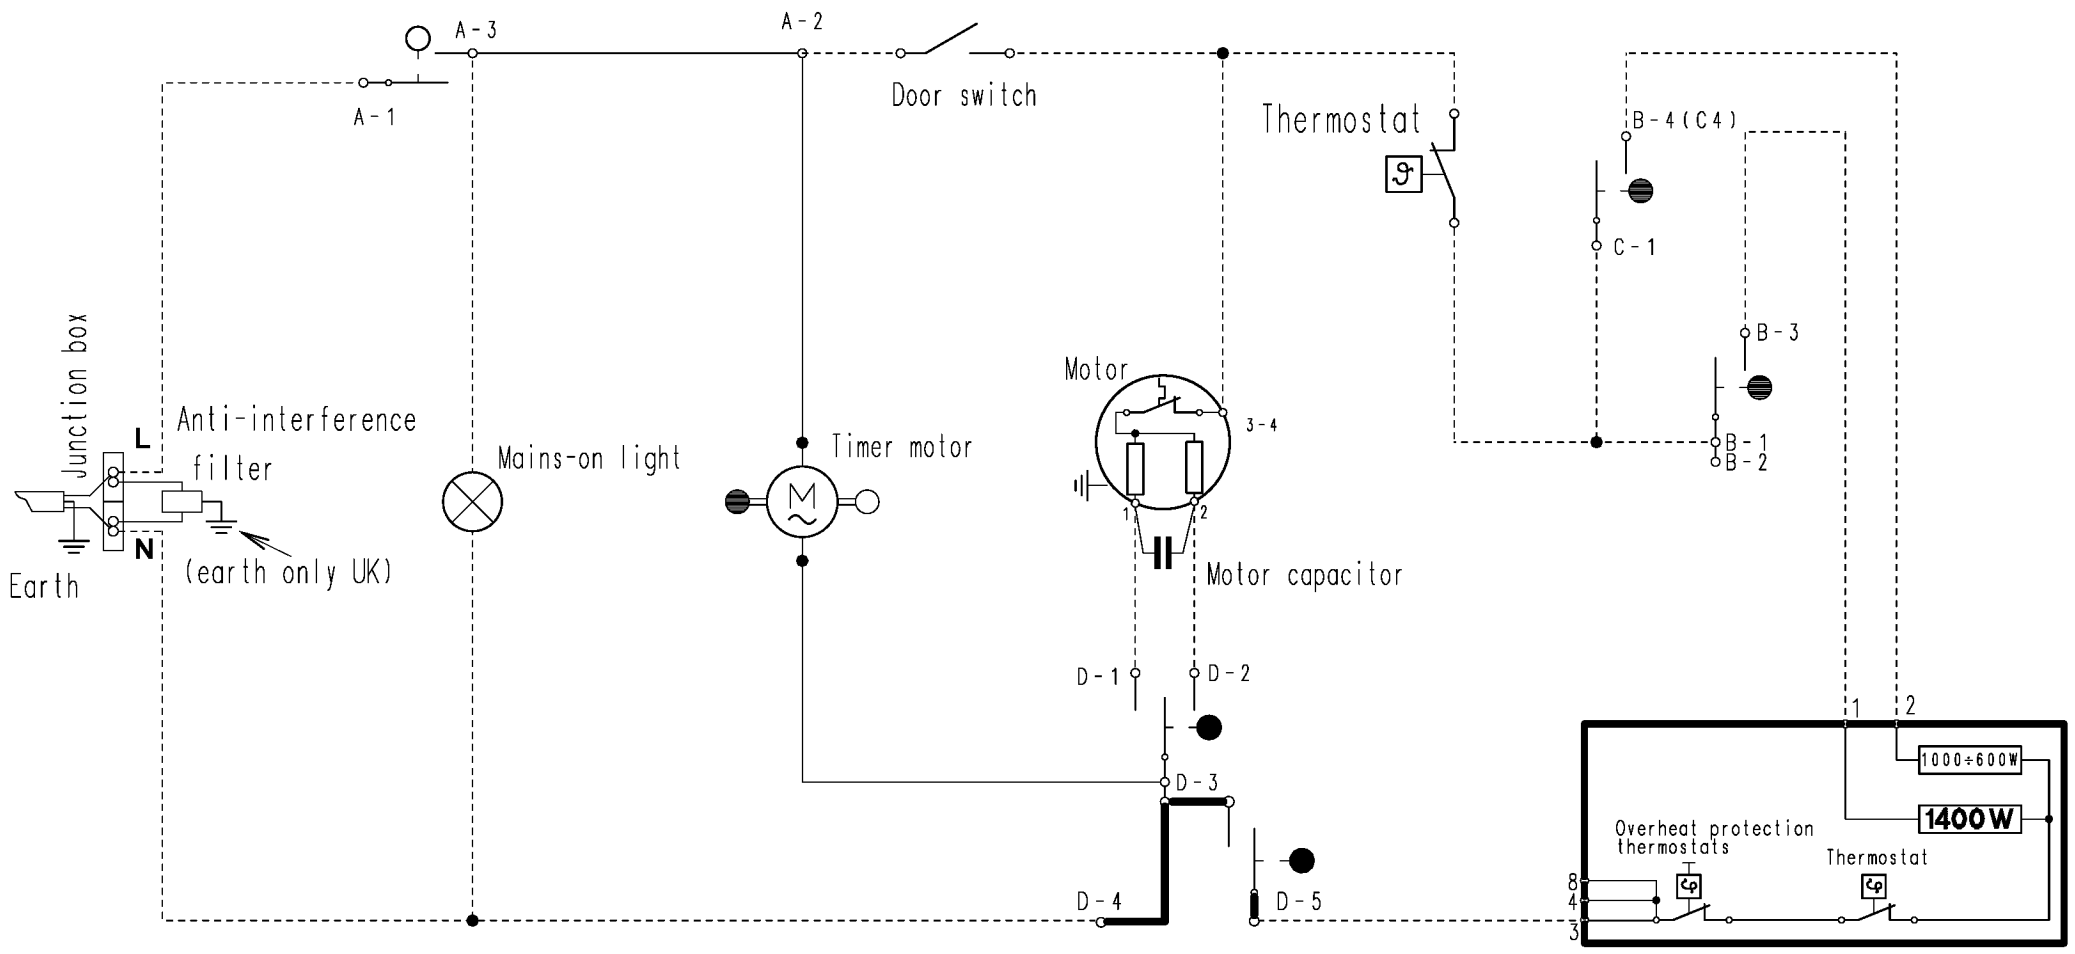 A-3
A-2
A-1
Door switch
Thermostat
ϑ
B-4(C4)
C-1
B-3
B-1
B-2
Junction box
L
Anti-interference
filter
N
Earth
(earth only UK)
Mains-on light
Timer motor
M
Motor
3-4
1
2
Motor capacitor
D-1
D-2
D-3
D-4
D-5
1
2
1000÷600W
1400W
Overheat protection
thermostats
Thermostat
8
4
3